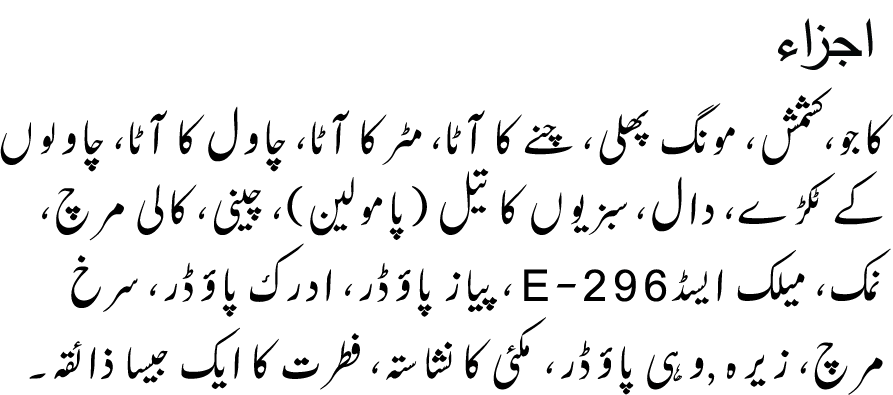 اجزاء
کاجو، کشمش، مونگ پھلی، چنے کا آٹا، مٹر کا آٹا، چاول کا آٹا، چاولوں
کے ٹکڑے، دال، سبزیوں کا تیل (پامولین)، چینی، کالی مرچ،
نمک، میلک ایسڈ E-296، پیاز پاؤڈر، ادرک پاؤڈر، سرخ
مرچ، زیرہ ,وہی پاؤڈر، مکئی کا نشاستہ، فطرت کا ایک جیسا ذائقہ۔